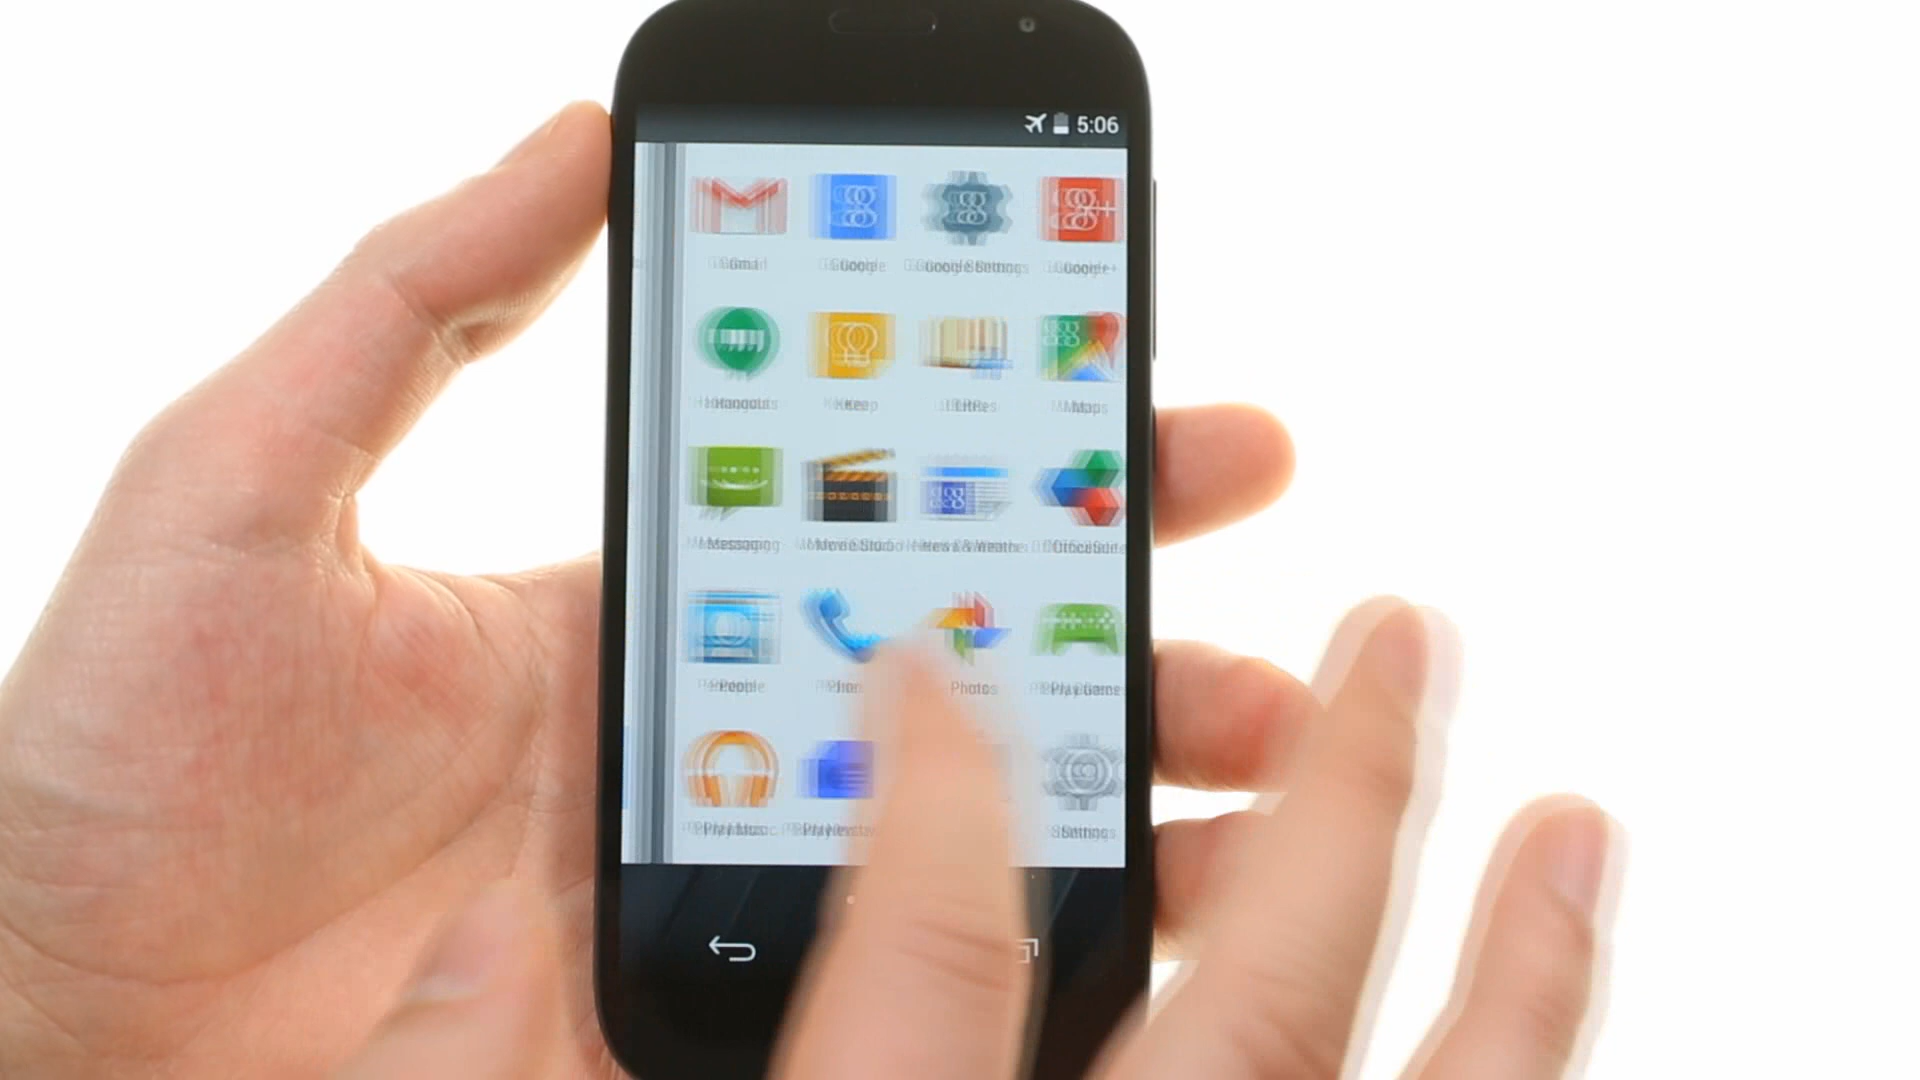 5:06
Gmail Google Google Settings Google+
Hangouts Keep Maps
Messaging Movie Studio News & Weather OfficeSuite
People Phone Photos Play Games
Play Music Settings